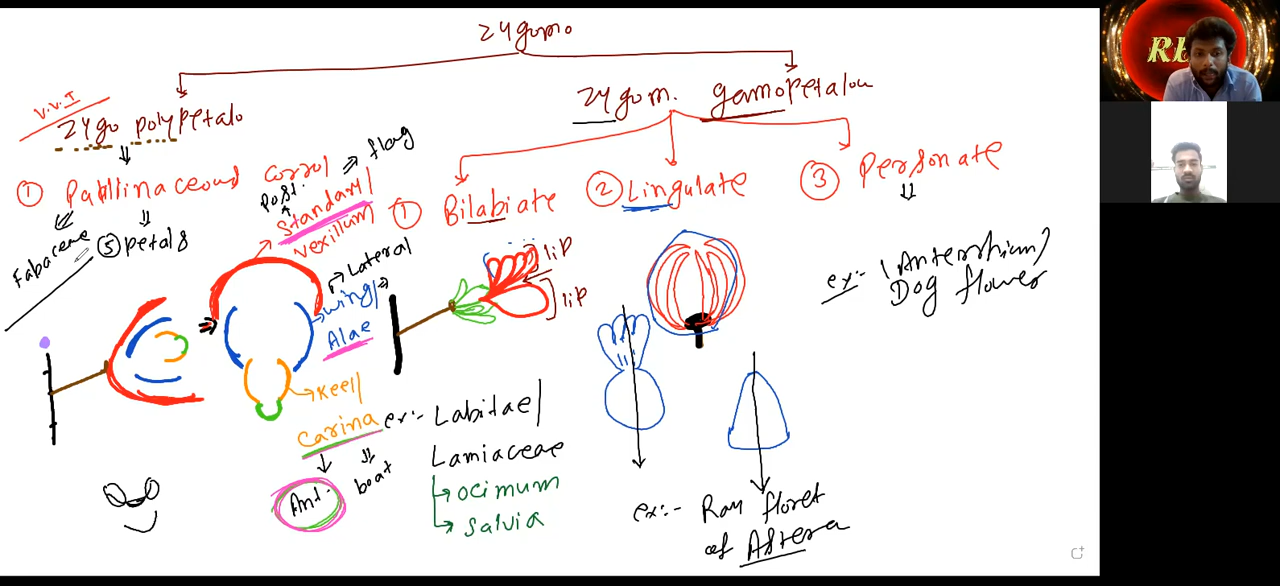 zygomo
V.V.I
zygo polypetalo
zygom. gamopetalou
① Papilinaceous corrol
⇒ flag
Post.
Standard/
vexillum
Fabaceae
⑤ petals
① Bilabiate
② Lingulate
③ Personate
Lateral
wing/
Alae
Keel/
Carina
boat
Ant.
lip
lip
ex:- Labitae/
Lamiaceae
ocimum
Salvia
ex:- Ray floret
of Astera
ex:- (Anterrhium)
Dog flower